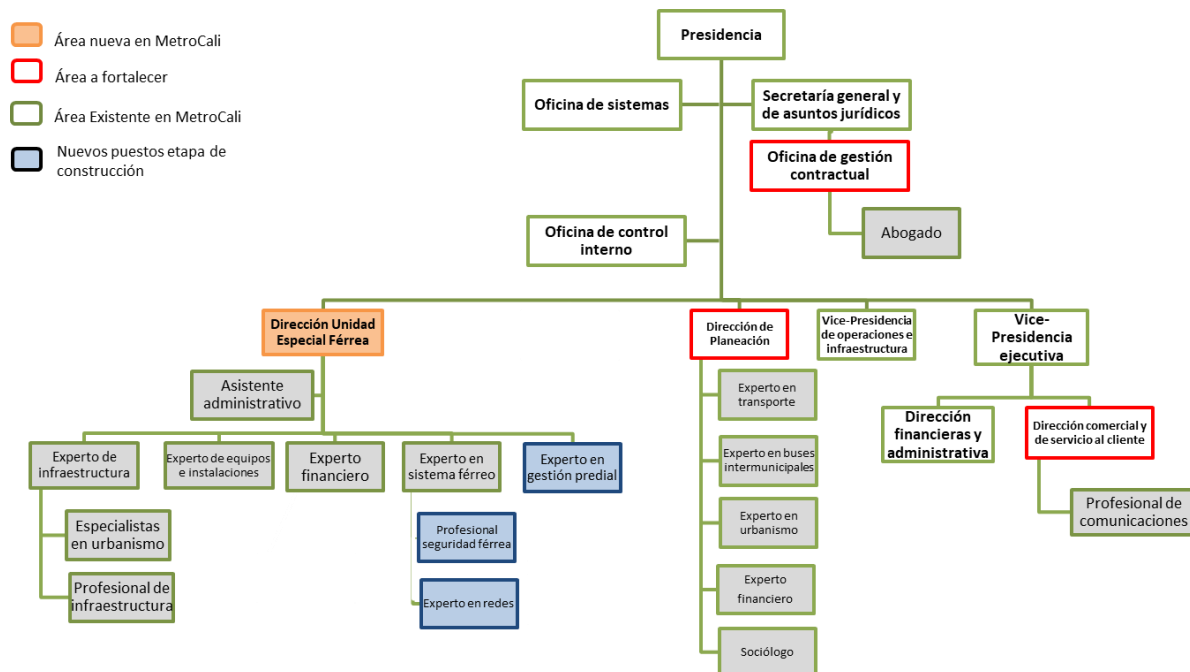 Área nueva en MetroCali
Área a fortalecer
Área Existente en MetroCali
Nuevos puestos etapa de
construcción
Presidencia
Oficina de sistemas
Secretaría general y
de asuntos jurídicos
Oficina de gestión
contractual
Abogado
Oficina de control
interno
Dirección Unidad
Especial Férrea
Dirección de
Planeación
Vice-Presidencia
de operaciones e
infraestructura
Vice-
Presidencia
ejecutiva
Asistente
administrativo
Experto de
infraestructura
Experto de equipos
e instalaciones
Experto
financiero
Experto en
sistema férreo
Experto en
gestión predial
Especialistas
en urbanismo
Profesional de
infraestructura
Profesional
seguridad férrea
Experto en redes
Experto en
transporte
Experto en buses
intermunicipales
Experto en
urbanismo
Experto
financiero
Sociólogo
Dirección
financieras y
administrativa
Dirección comercial y
de servicio al cliente
Profesional de
comunicaciones